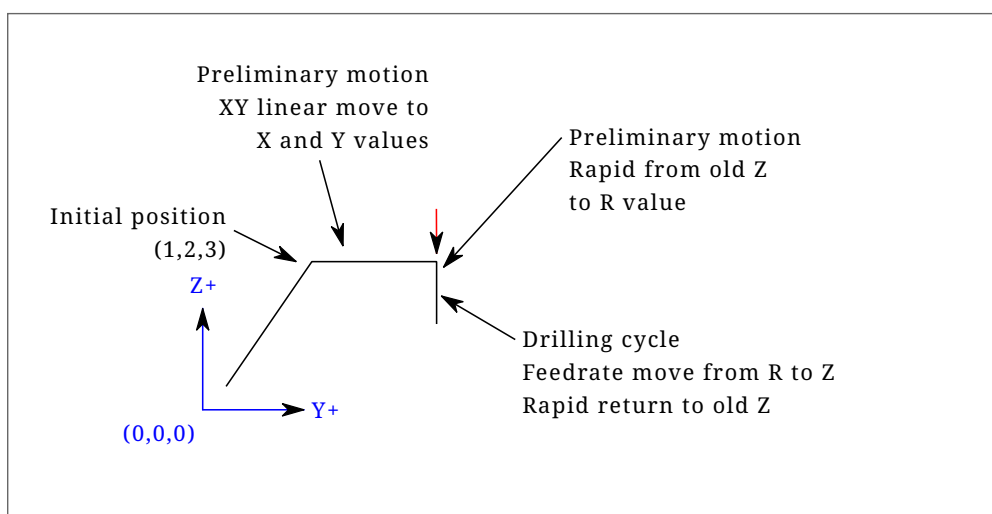 Preliminary motion
XY linear move to
X and Y values
Preliminary motion
Rapid from old Z
to R value
Initial position
(1,2,3)
Z+
Drilling cycle
Feedrate move from R to Z
Rapid return to old Z
Y+
(0,0,0)